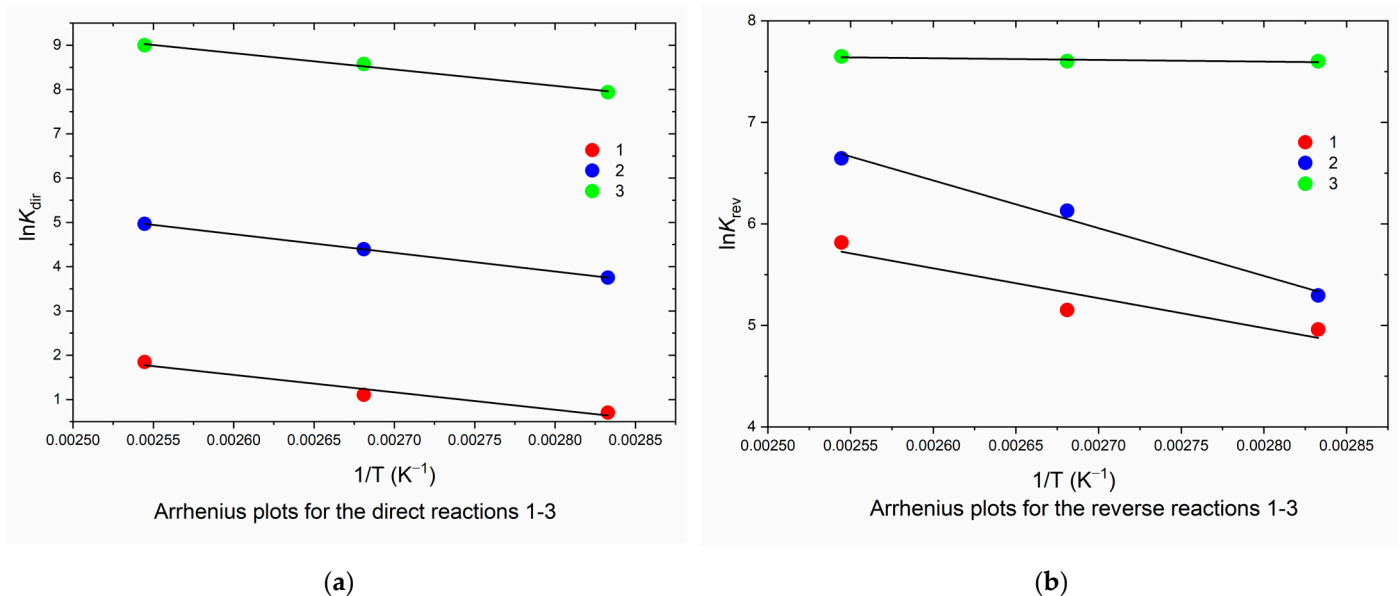 9
8
7
6
5
4
3
2
1
lnKdir
1
2
3
0.00250 0.00255 0.00260 0.00265 0.00270 0.00275 0.00280 0.00285
1/T (K⁻¹)
Arrhenius plots for the direct reactions 1-3
(a)
8
7
6
5
4
lnKrev
1
2
3
0.00250 0.00255 0.00260 0.00265 0.00270 0.00275 0.00280 0.00285
1/T (K⁻¹)
Arrhenius plots for the reverse reactions 1-3
(b)